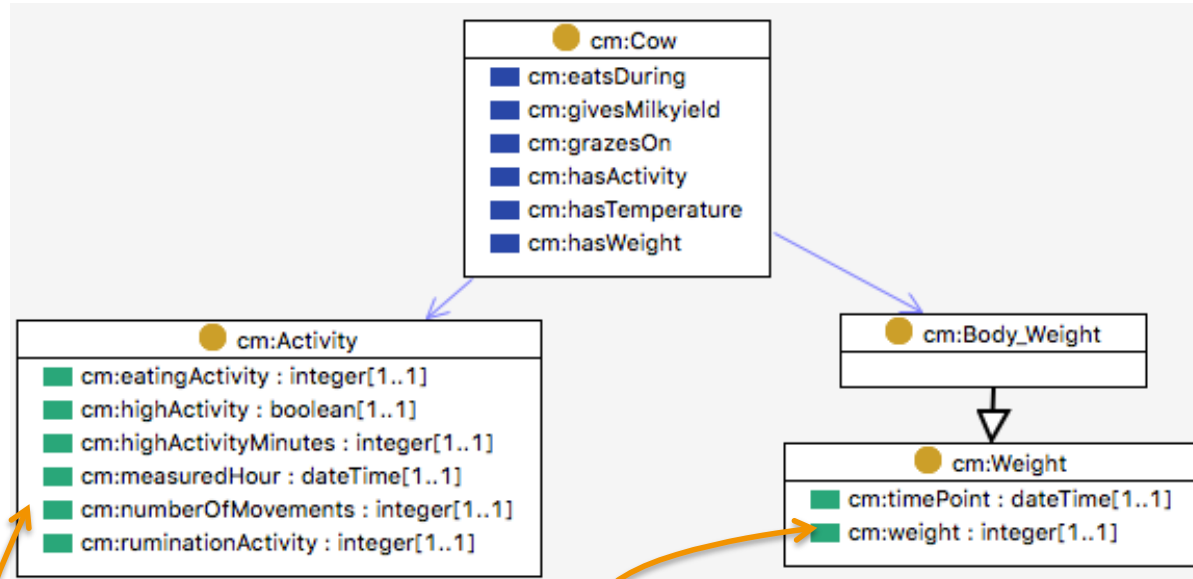 cm:Cow
cm:eatsDuring
cm:givesMilkyield
cm:grazesOn
cm:hasActivity
cm:hasTemperature
cm:hasWeight
cm:Activity
cm:eatingActivity : integer[1..1]
cm:highActivity : boolean[1..1]
cm:highActivityMinutes : integer[1..1]
cm:measuredHour : dateTime[1..1]
cm:numberOfMovements : integer[1..1]
cm:ruminationActivity : integer[1..1]
cm:Body_Weight
cm:Weight
cm:timePoint : dateTime[1..1]
cm:weight : integer[1..1]